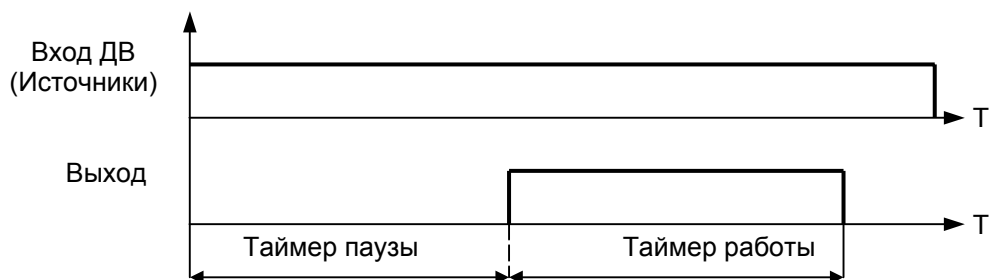 Вход ДВ
(Источники)
T
Выход
T
Таймер паузы
Таймер работы